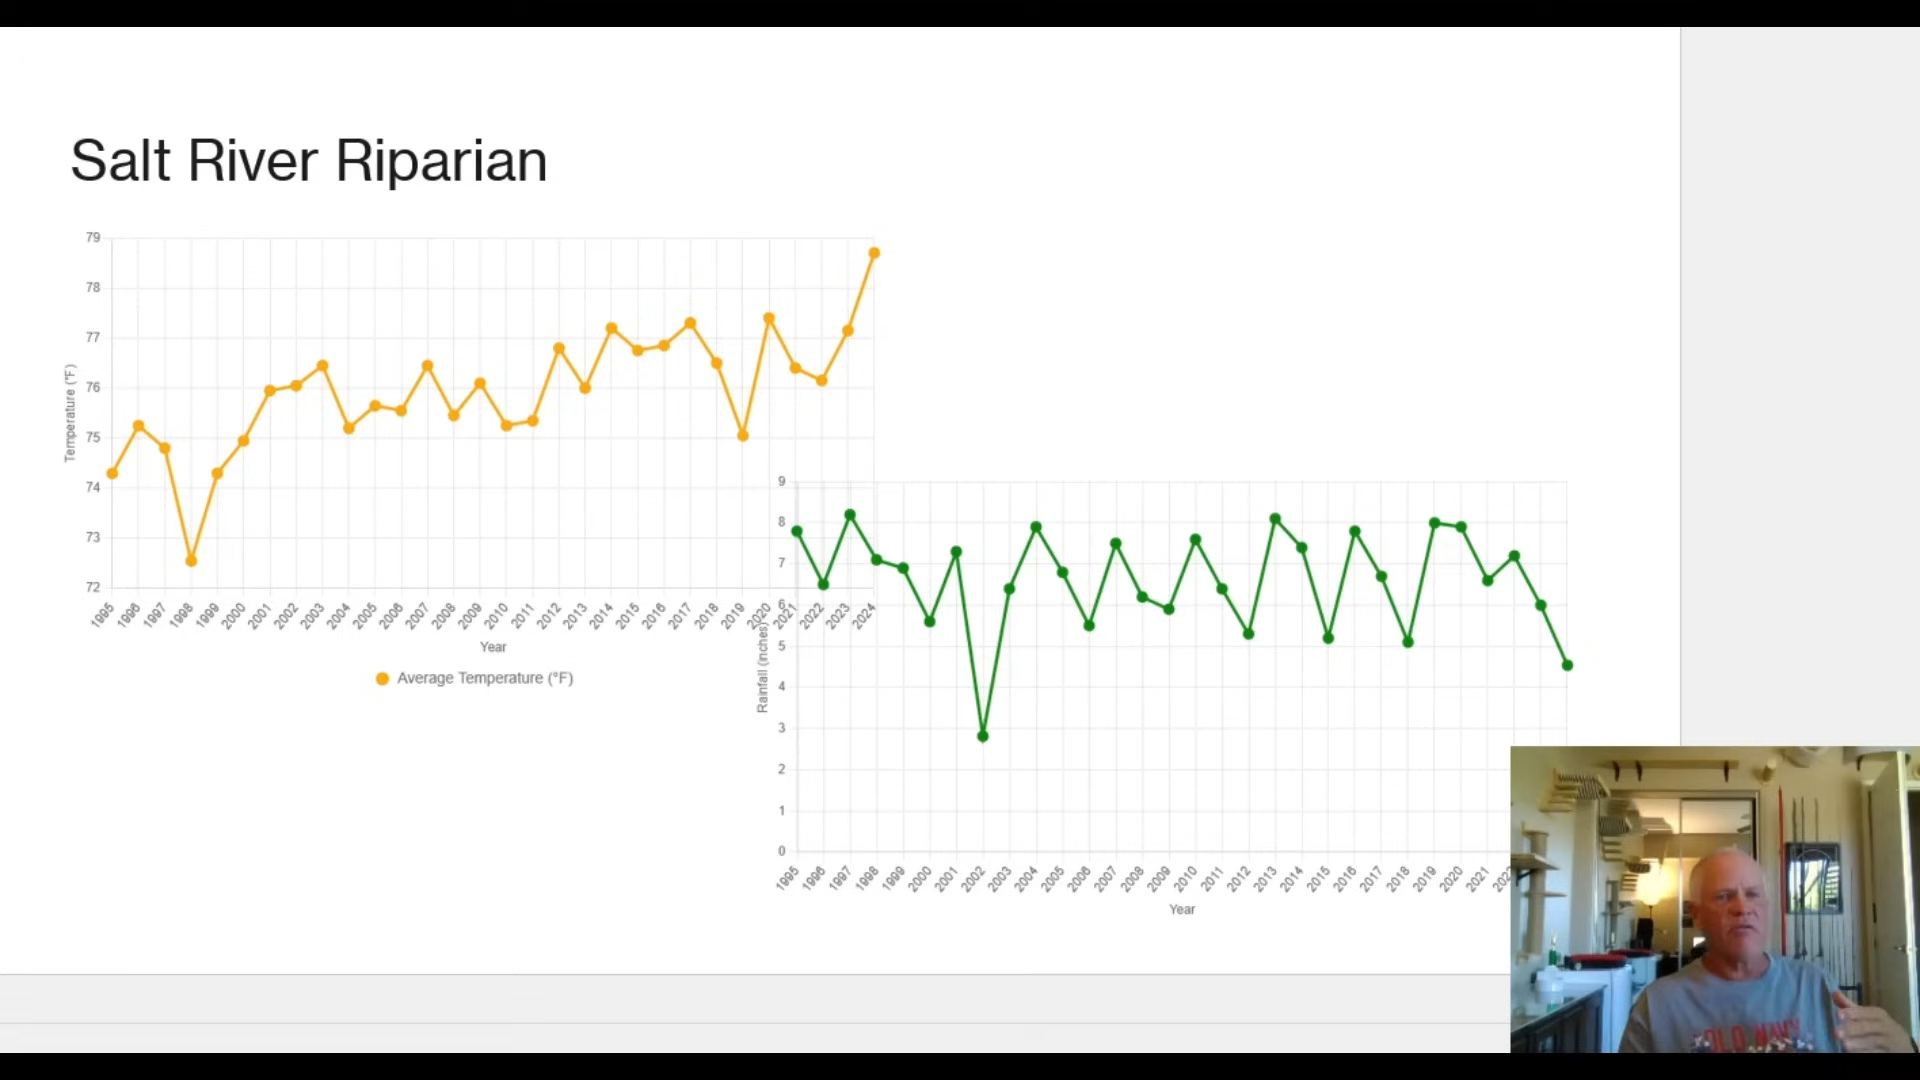 Salt River Riparian
79
78
77
76
75
74
73
72
Temperature (°F)
1995 1996 1997 1998 1999 2000 2001 2002 2003 2004 2005 2006 2007 2008 2009 2010 2011 2012 2013 2014 2015 2016 2017 2018 2019 2020 2021 2022 2023 2024
Year
Average Temperature (°F)
9
8
7
6
5
4
3
2
1
0
Rainfall (inches)
1995 1996 1997 1998 1999 2000 2001 2002 2003 2004 2005 2006 2007 2008 2009 2010 2011 2012 2013 2014 2015 2016 2017 2018 2019 2020 2021
Year
OLD NAVY